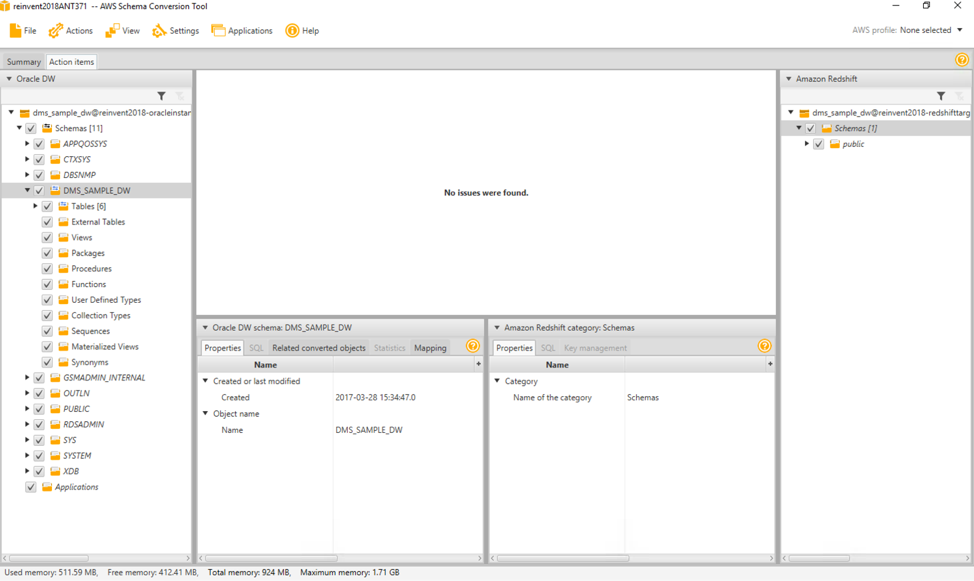 reinvent2018ANT371 -- AWS Schema Conversion Tool
File Actions View Settings Applications Help AWS profile: None selected
Summary Action items
Oracle DW
dms_sample_dw@reinvent2018-oracleinstan
Schemas [11]
APPQOSSYS
CTXSYS
DBSNMP
DMS_SAMPLE_DW
Tables [6]
External Tables
Views
Packages
Procedures
Functions
User Defined Types
Collection Types
Sequences
Materialized Views
Synonyms
GSMADMIN_INTERNAL
OUTLN
PUBLIC
RDSADMIN
SYS
SYSTEM
XDB
Applications
No issues were found.
Oracle DW schema: DMS_SAMPLE_DW
Properties SQL Related converted objects Statistics Mapping
Name
Created or last modified
Created 2017-03-28 15:34:47.0
Object name
Name DMS_SAMPLE_DW
Amazon Redshift category: Schemas
Properties SQL Key management
Name
Category
Name of the category Schemas
Amazon Redshift
dms_sample_dw@reinvent2018-redshifttarg
Schemas [1]
public
Used memory: 511.59 MB, Free memory: 412.41 MB, Total memory: 924 MB, Maximum memory: 1.71 GB